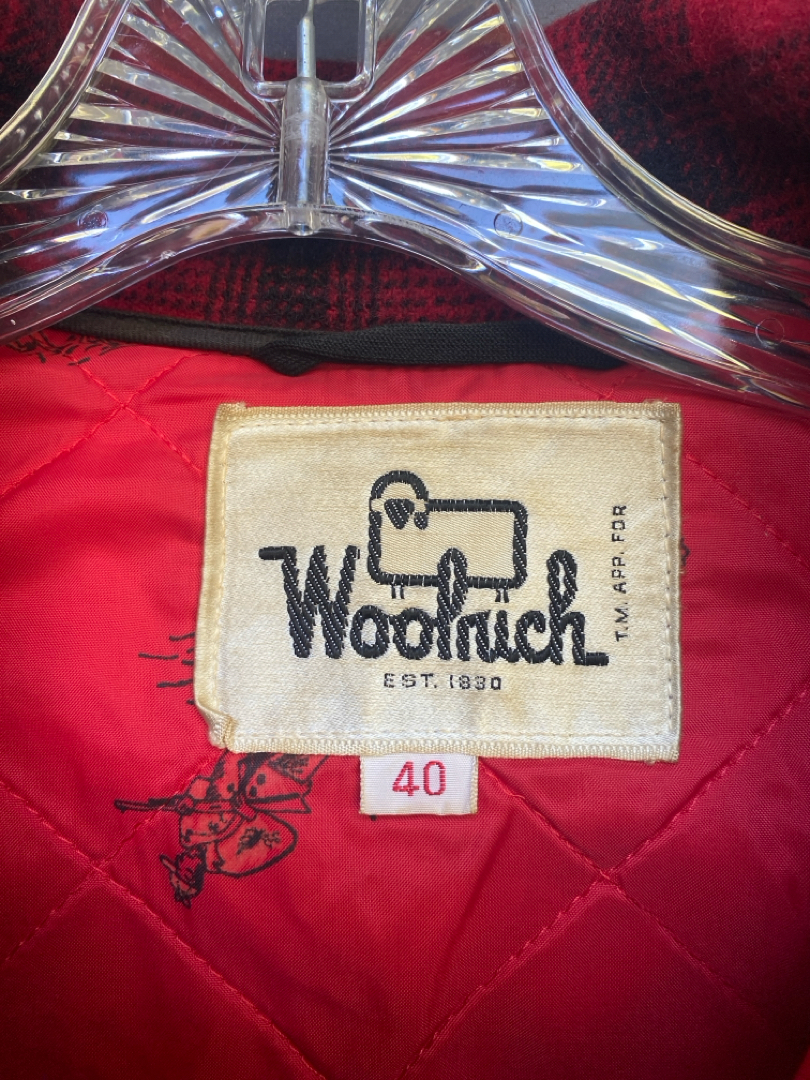 Woolrich
EST. 1830
T.M. APP. FOR
40